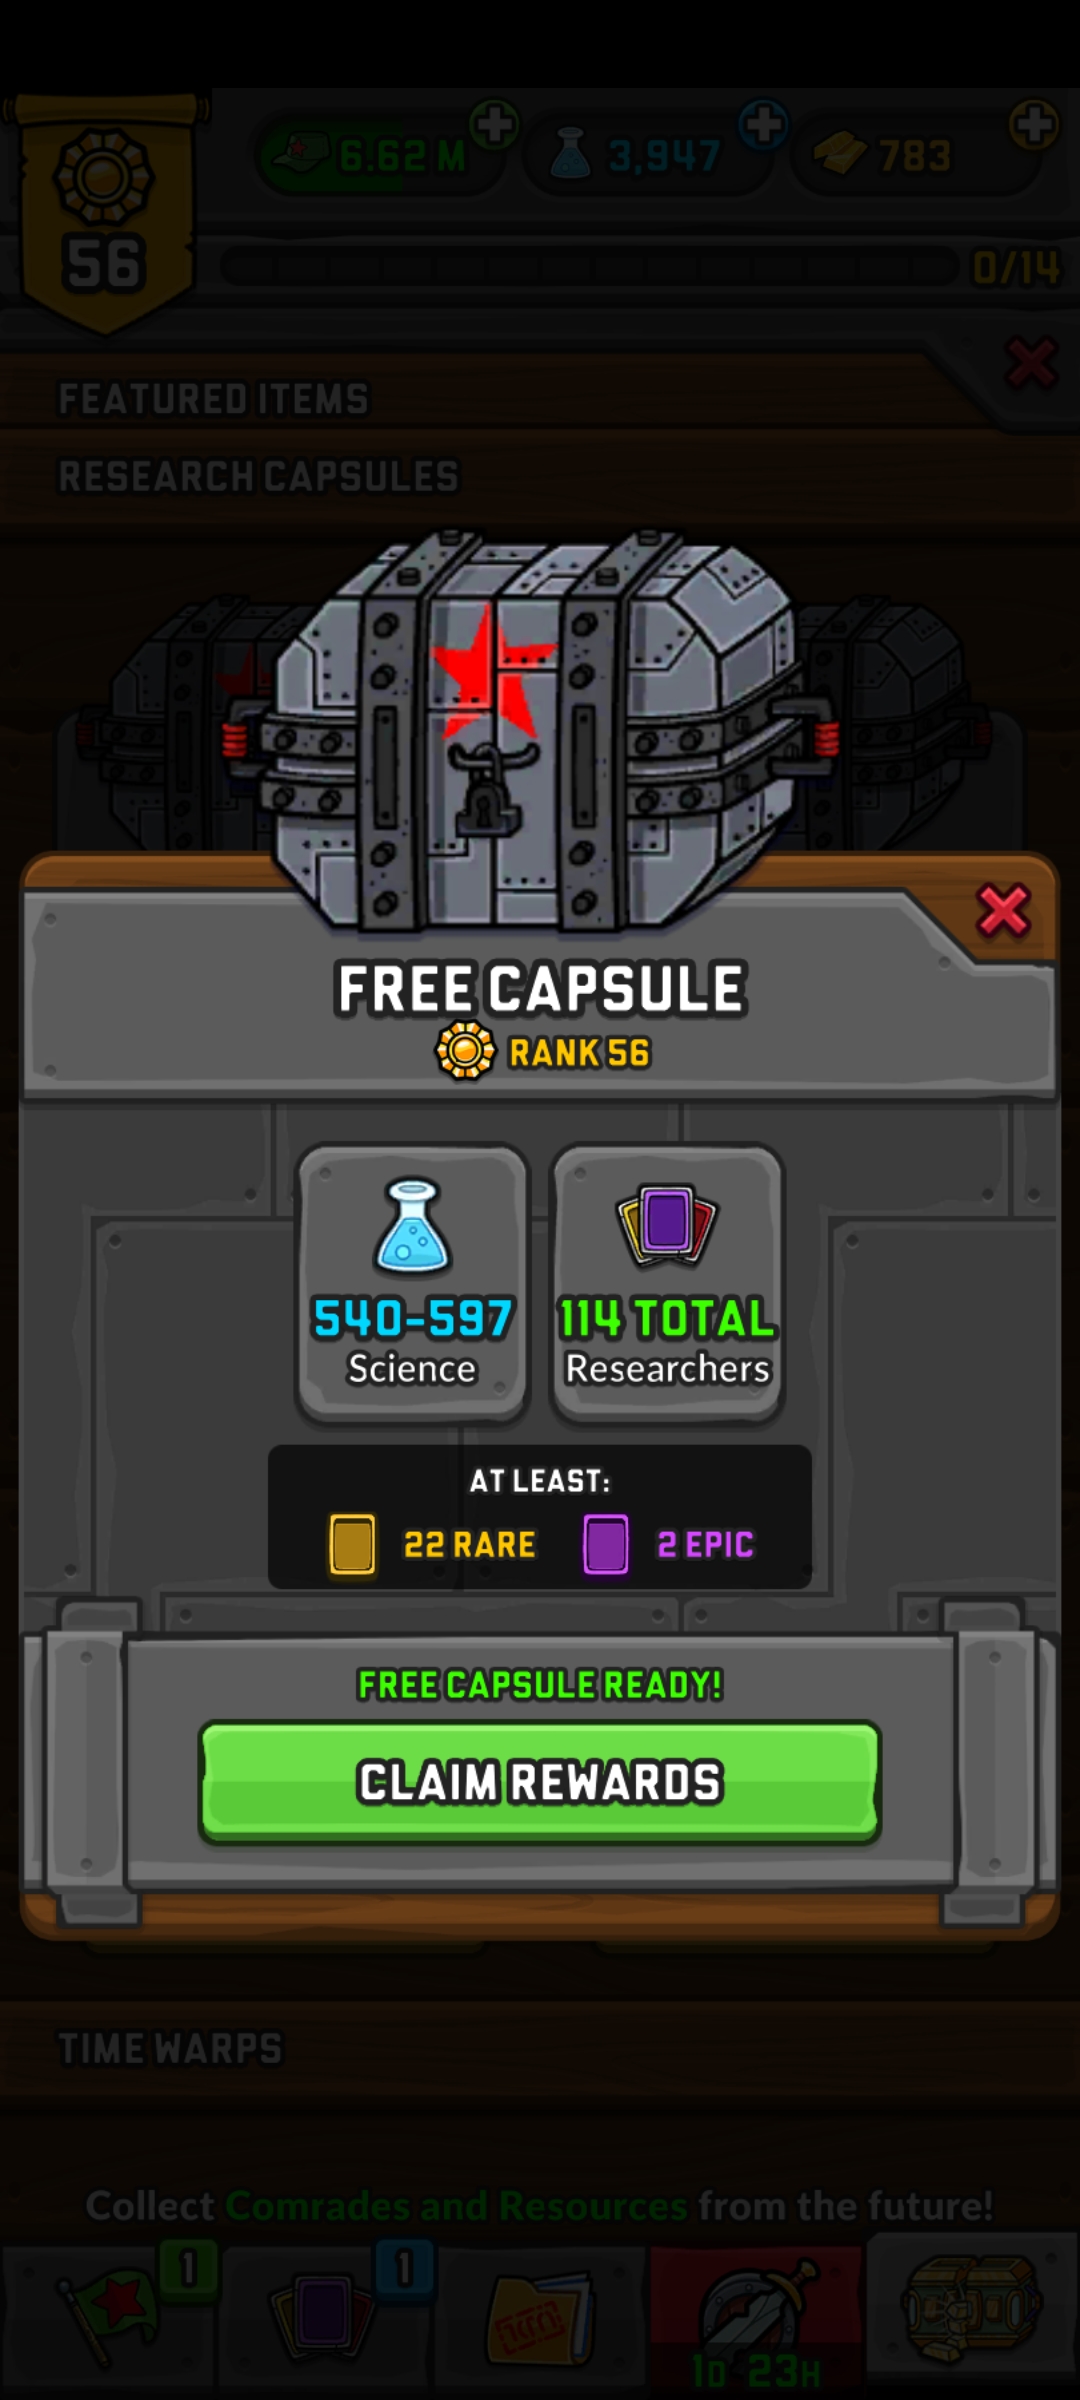 6.62 M
3,947
783
56
0/14
FEATURED ITEMS
RESEARCH CAPSULES
FREE CAPSULE
RANK 56
540-597
Science
114 TOTAL
Researchers
AT LEAST:
22 RARE
2 EPIC
FREE CAPSULE READY!
CLAIM REWARDS
TIME WARPS
Collect Comrades and Resources from the future!
1
1
1D 23H